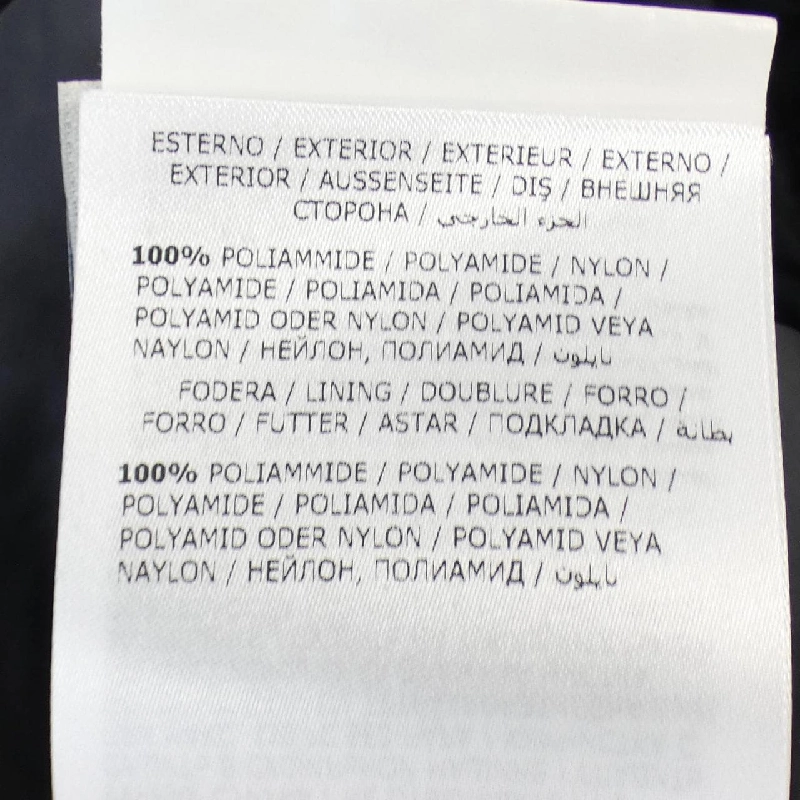 ESTERNO / EXTERIOR / EXTERIEUR / EXTERNO /
EXTERIOR / AUSSENSEITE / DIŞ / ВНЕШНЯЯ
СТОРОНА / الجزء الخارجي
100% POLIAMMIDE / POLYAMIDE / NYLON /
POLYAMIDE / POLIAMIDA / POLIAMIDA /
POLYAMID ODER NYLON / POLYAMID VEYA
NAYLON / НЕЙЛОН, ПОЛИАМИД / نايلون
FODERA / LINING / DOUBLURE / FORRO /
FORRO / FUTTER / ASTAR / ПОДКЛАДКА / بطانة
100% POLIAMMIDE / POLYAMIDE / NYLON /
POLYAMIDE / POLIAMIDA / POLIAMIDA /
POLYAMID ODER NYLON / POLYAMID VEYA
NAYLON / НЕЙЛОН, ПОЛИАМИД / نايلون